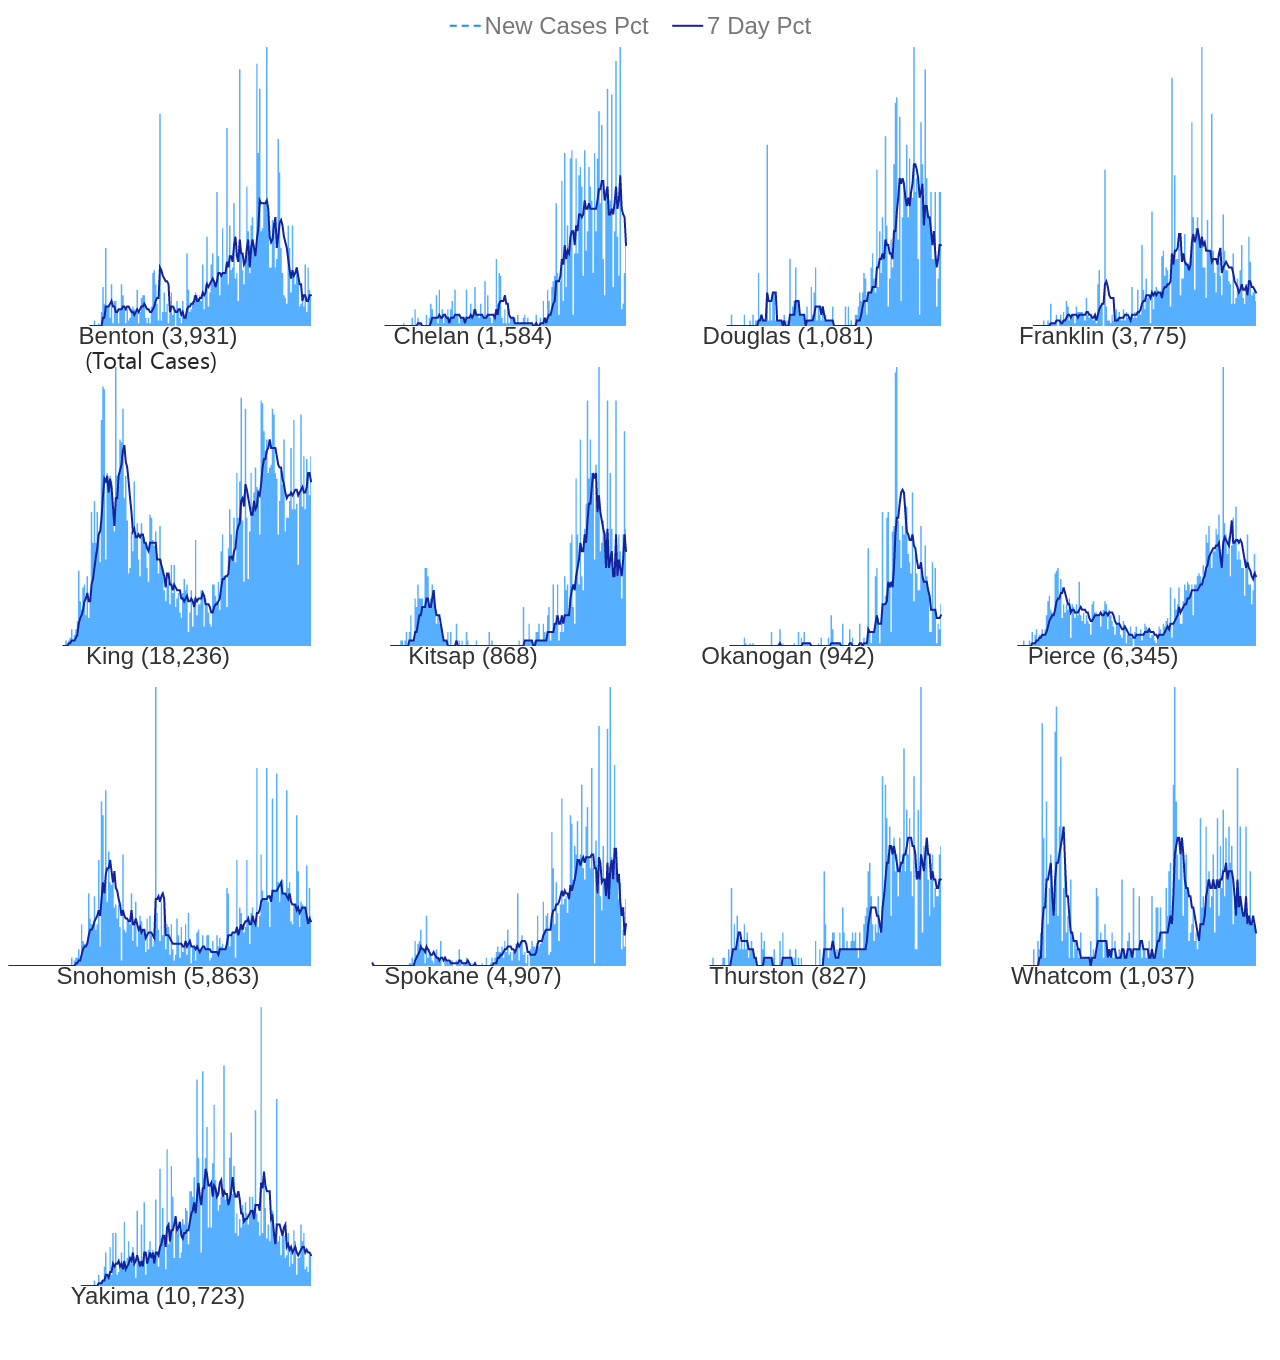 New Cases Pct 7 Day Pct
Benton (3,931) Chelan (1,584) Douglas (1,081) Franklin (3,775)
(Total Cases)
King (18,236) Kitsap (868) Okanogan (942) Pierce (6,345)
Snohomish (5,863) Spokane (4,907) Thurston (827) Whatcom (1,037)
Yakima (10,723)